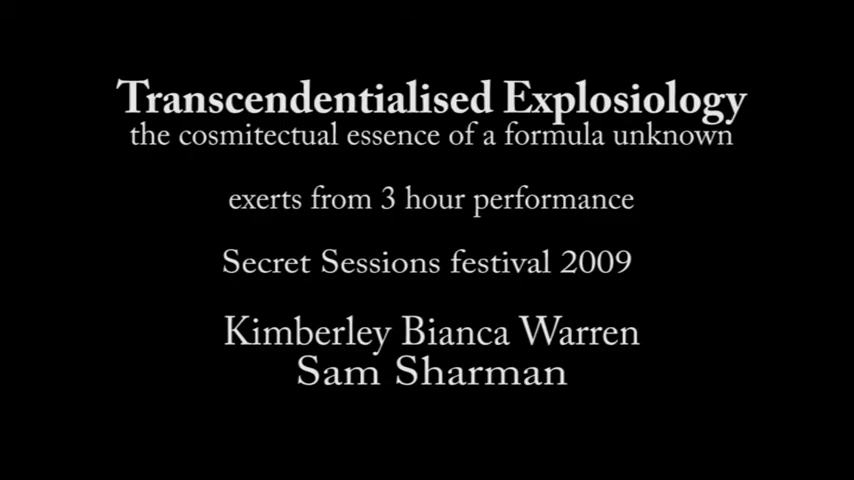 Transcendentialised Explosiology
the cosmitectual essence of a formula unknown
exerts from 3 hour performance
Secret Sessions festival 2009
Kimberley Bianca Warren
Sam Sharman